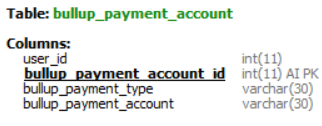 Table: bullup_payment_account
Columns:
user_id int(11)
bullup_payment_account_id int(11) AI PK
bullup_payment_type varchar(30)
bullup_payment_account varchar(30)